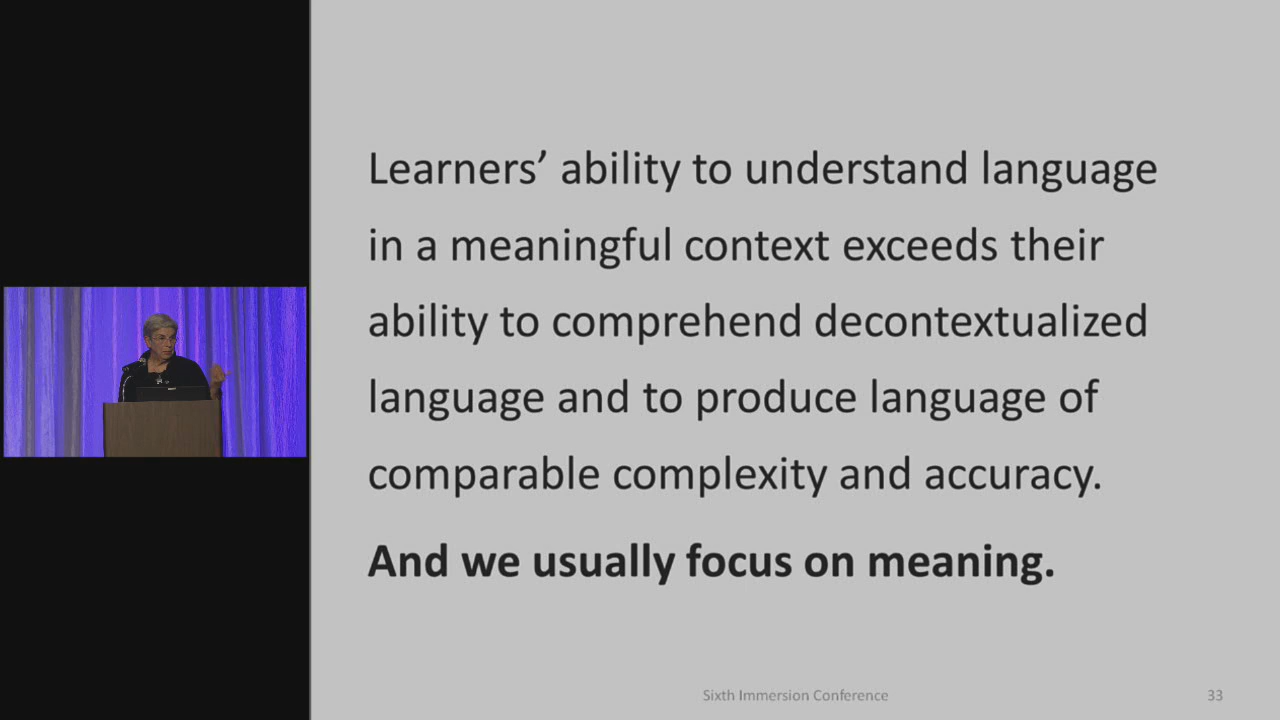 Learners’ ability to understand language
in a meaningful context exceeds their
ability to comprehend decontextualized
language and to produce language of
comparable complexity and accuracy.
And we usually focus on meaning.
Sixth Immersion Conference
33